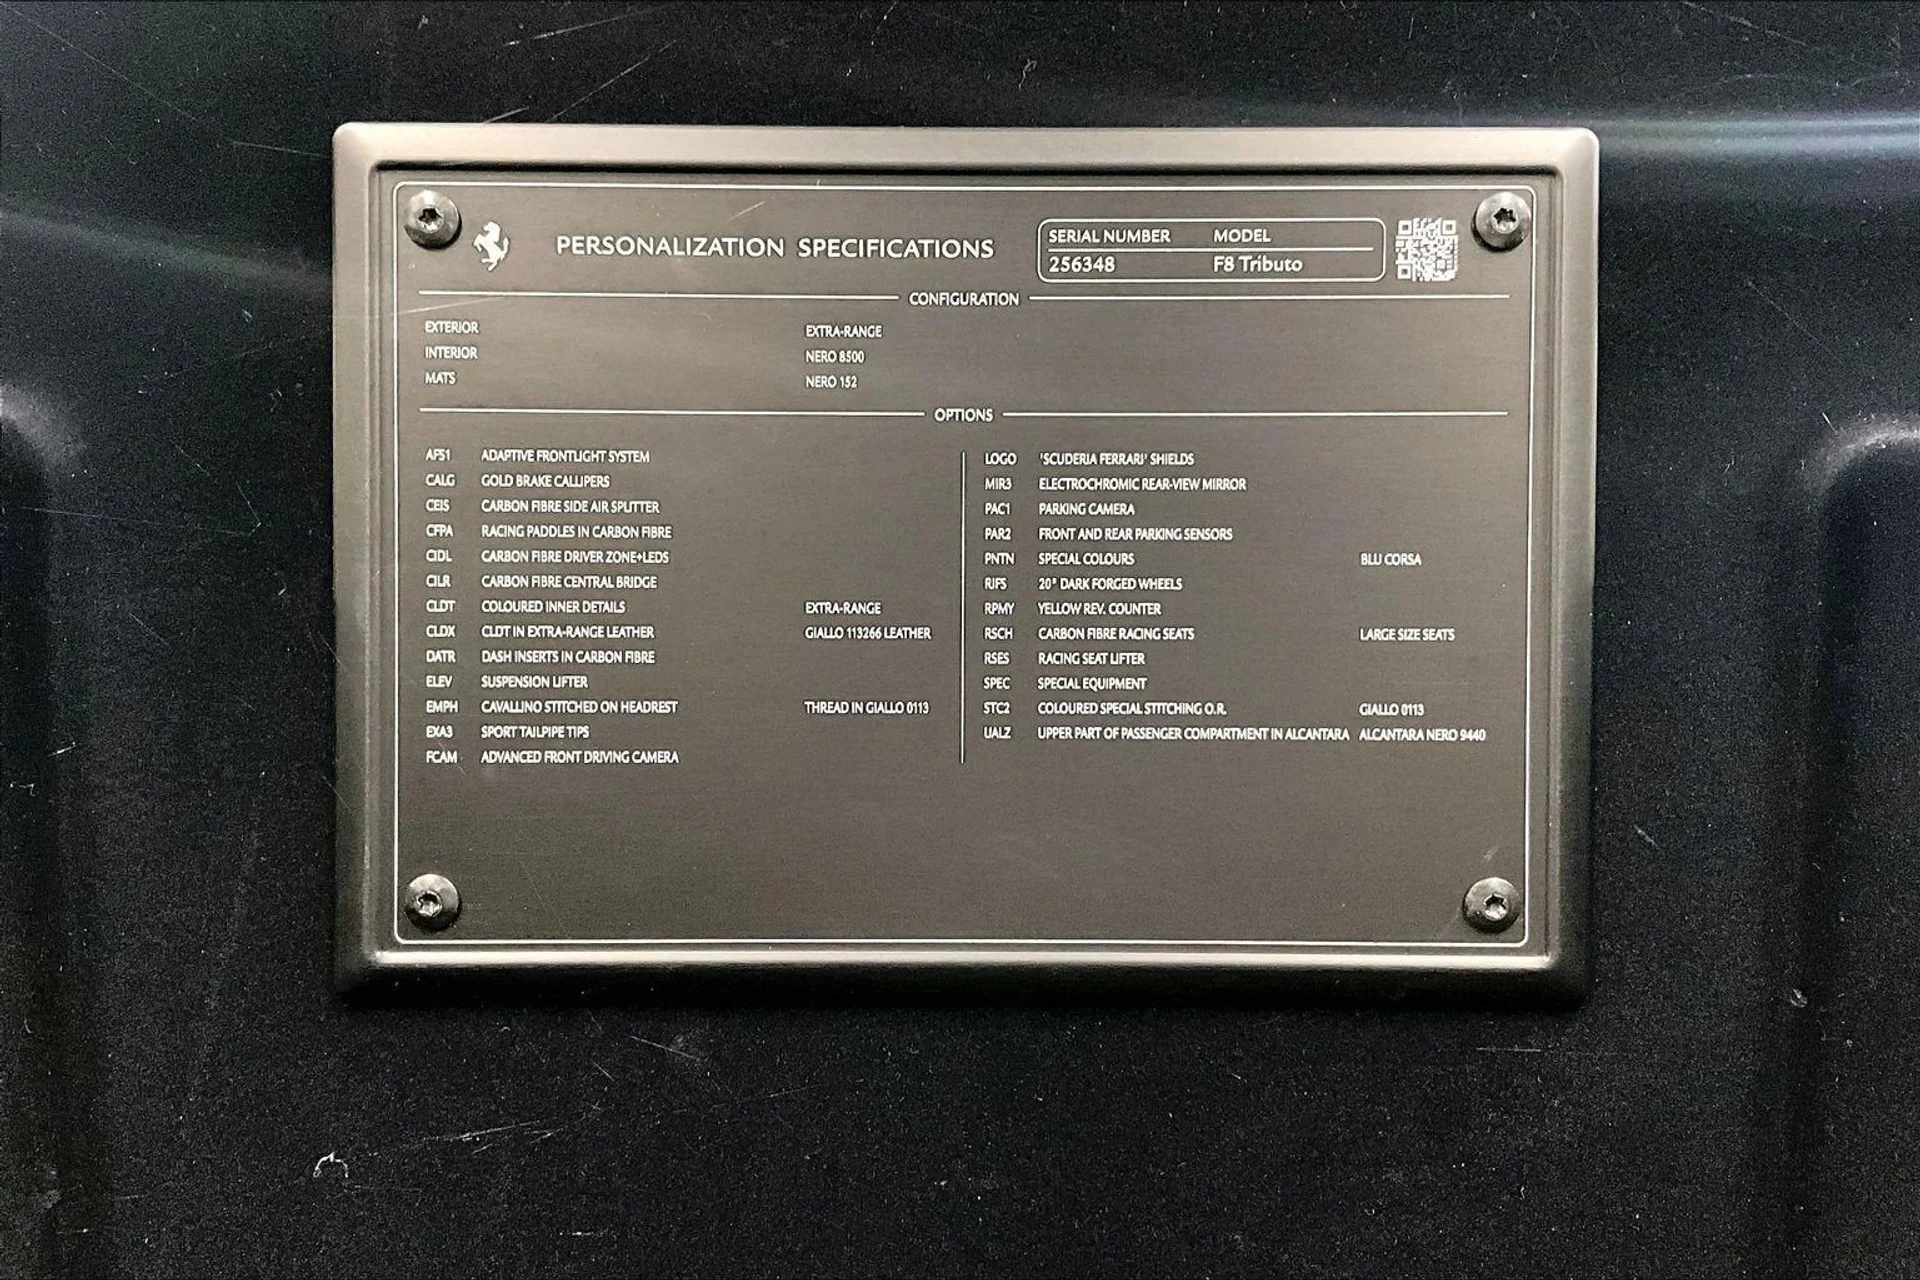 PERSONALIZATION SPECIFICATIONS
SERIAL NUMBER MODEL
256348 F8 Tributo
CONFIGURATION
EXTERIOR EXTRA-RANGE
INTERIOR NERO 8500
MATS NERO 152
OPTIONS
AFS1 ADAPTIVE FRONTLIGHT SYSTEM
CALG GOLD BRAKE CALLIPERS
CEIS CARBON FIBRE SIDE AIR SPLITTER
CFPA RACING PADDLES IN CARBON FIBRE
CIDL CARBON FIBRE DRIVER ZONE+LEDS
CILR CARBON FIBRE CENTRAL BRIDGE
CLDT COLOURED INNER DETAILS EXTRA-RANGE
CLDX CLDT IN EXTRA-RANGE LEATHER GIALLO 113266 LEATHER
DATR DASH INSERTS IN CARBON FIBRE
ELEV SUSPENSION LIFTER
EMPH CAVALLINO STITCHED ON HEADREST THREAD IN GIALLO 0113
EXA3 SPORT TAILPIPE TIPS
FCAM ADVANCED FRONT DRIVING CAMERA
LOGO 'SCUDERIA FERRARI' SHIELDS
MIR3 ELECTROCHROMIC REAR-VIEW MIRROR
PAC1 PARKING CAMERA
PAR2 FRONT AND REAR PARKING SENSORS
PNTN SPECIAL COLOURS BLU CORSA
RIFS 20" DARK FORGED WHEELS
RPMY YELLOW REV. COUNTER
RSCH CARBON FIBRE RACING SEATS LARGE SIZE SEATS
RSES RACING SEAT LIFTER
SPEC SPECIAL EQUIPMENT
STC2 COLOURED SPECIAL STITCHING O.R. GIALLO 0113
UALZ UPPER PART OF PASSENGER COMPARTMENT IN ALCANTARA ALCANTARA NERO 9440